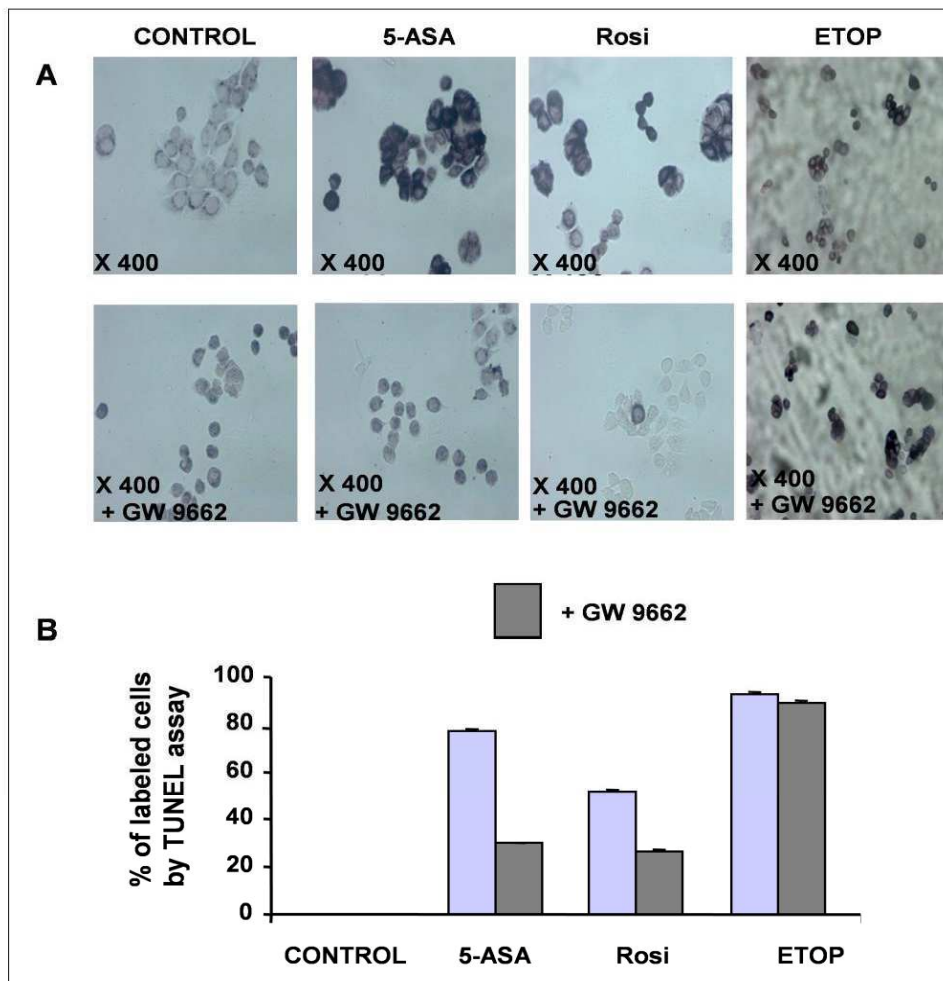 CONTROL 5-ASA Rosi ETOP
A
X 400 X 400 X 400 X 400
X 400 X 400 X 400 X 400
+ GW 9662 + GW 9662 + GW 9662 + GW 9662
+ GW 9662
B
% of labeled cells
by TUNEL assay
100
80
60
40
20
0
CONTROL 5-ASA Rosi ETOP